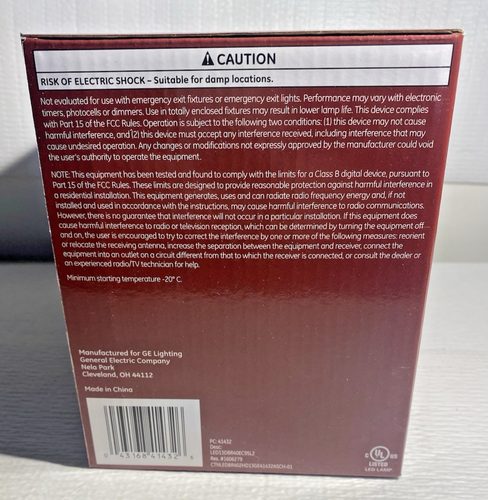 CAUTION
RISK OF ELECTRIC SHOCK – Suitable for damp locations.
Not evaluated for use with emergency exit fixtures or emergency exit lights. Performance may vary with electronic
timers, photocells or dimmers. Use in totally enclosed fixtures may result in lower lamp life. This device complies
with Part 15 of the FCC Rules. Operation is subject to the following two conditions: (1) this device may not cause
harmful interference, and (2) this device must accept any interference received, including interference that may
cause undesired operation. Any changes or modifications not expressly approved by the manufacturer could void
the user's authority to operate the equipment.
NOTE: This equipment has been tested and found to comply with the limits for a Class B digital device, pursuant to
Part 15 of the FCC Rules. These limits are designed to provide reasonable protection against harmful interference in
a residential installation. This equipment generates, uses and can radiate radio frequency energy and, if not
installed and used in accordance with the instructions, may cause harmful interference to radio communications.
However, there is no guarantee that interference will not occur in a particular installation. If this equipment does
cause harmful interference to radio or television reception, which can be determined by turning the equipment off
and on, the user is encouraged to try to correct the interference by one or more of the following measures: reorient
or relocate the receiving antenna, increase the separation between the equipment and receiver, connect the
equipment into an outlet on a circuit different from that to which the receiver is connected, or consult the dealer or
an experienced radio/TV technician for help.
Minimum starting temperature -20° C.
Manufactured for GE Lighting
General Electric Company
Nela Park
Cleveland, OH 44112
Made in China
0 43168 41432 6
PC: 41432
Desc:
Res. #1606279
C UL US
LISTED
LED LAMP